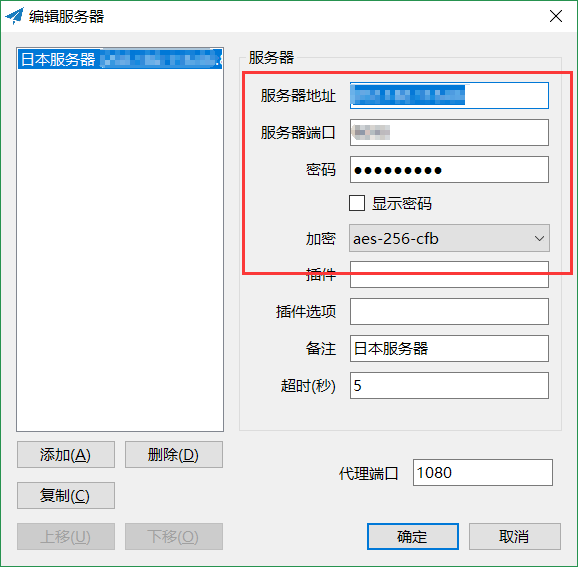 编辑服务器
日本服务器
服务器
服务器地址
服务器端口
密码 ●●●●●●●●●
显示密码
加密 aes-256-cfb
插件
插件选项
备注 日本服务器
超时(秒) 5
添加(A) 删除(D)
复制(C)
代理端口 1080
上移(U) 下移(O)
确定 取消